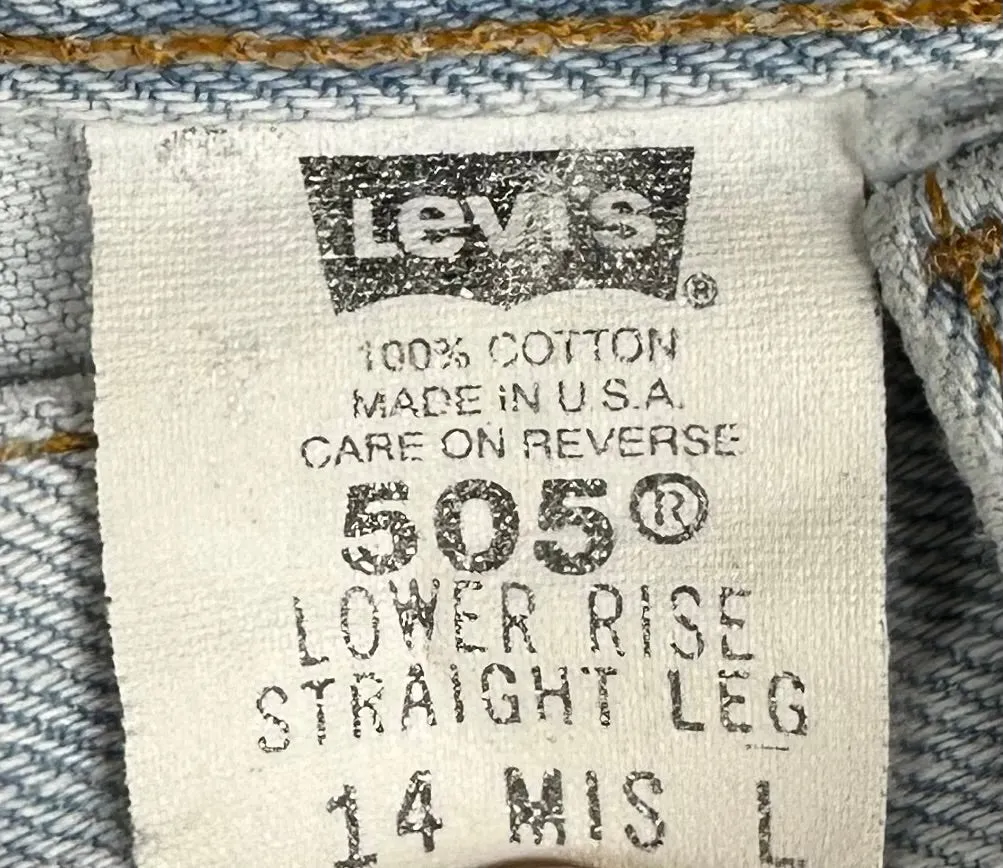 Levi's ®
100% COTTON
MADE IN U.S.A.
CARE ON REVERSE
505®
LOWER RISE
STRAIGHT LEG
14 MIS L